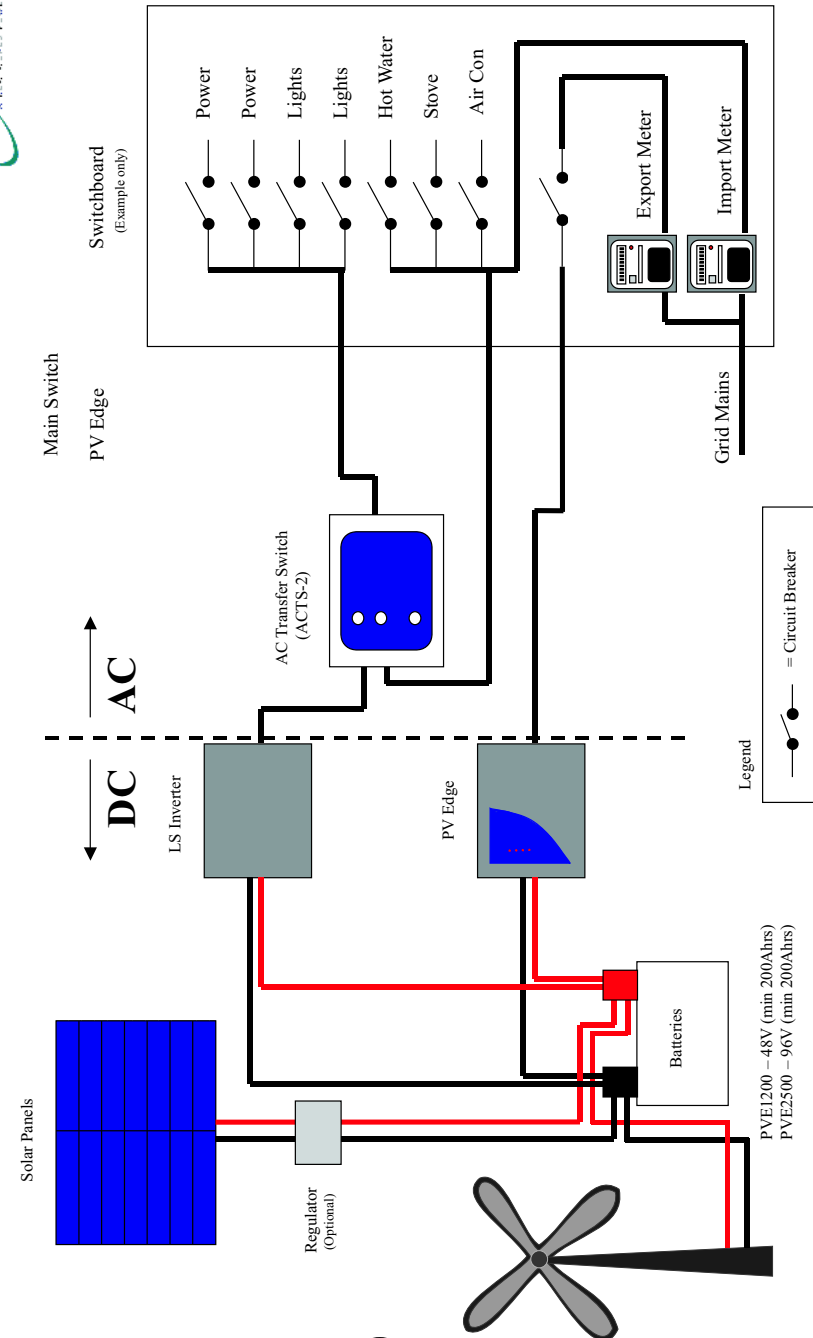 Solar Panels
Regulator
(Optional)
DC
AC
LS Inverter
PV Edge
Batteries
PVE1200 – 48V (min 200Ahrs)
PVE2500 – 96V (min 200Ahrs)
AC Transfer Switch
(ACTS-2)
Main Switch
PV Edge
Switchboard
(Example only)
Power
Power
Lights
Lights
Hot Water
Stove
Air Con
Export Meter
Import Meter
Grid Mains
Legend
= Circuit Breaker